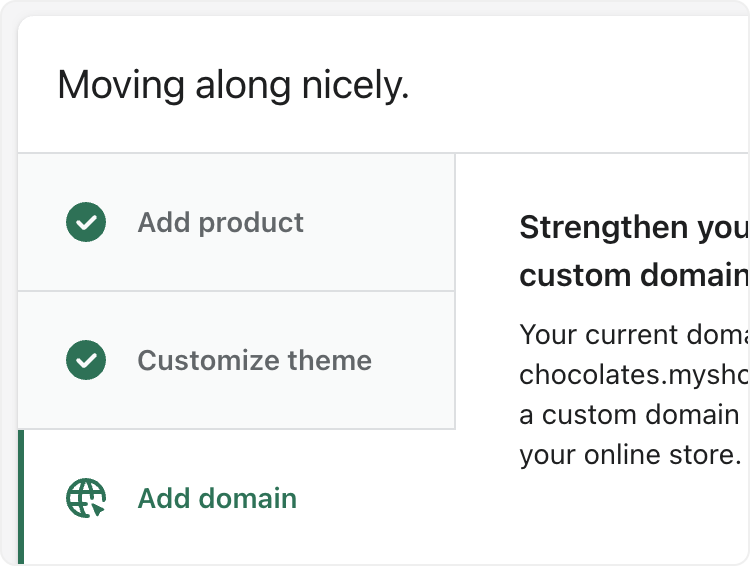 Moving along nicely.
Add product
Customize theme
Add domain
Strengthen you
custom domain
Your current doma
chocolates.mysho
a custom domain
your online store.